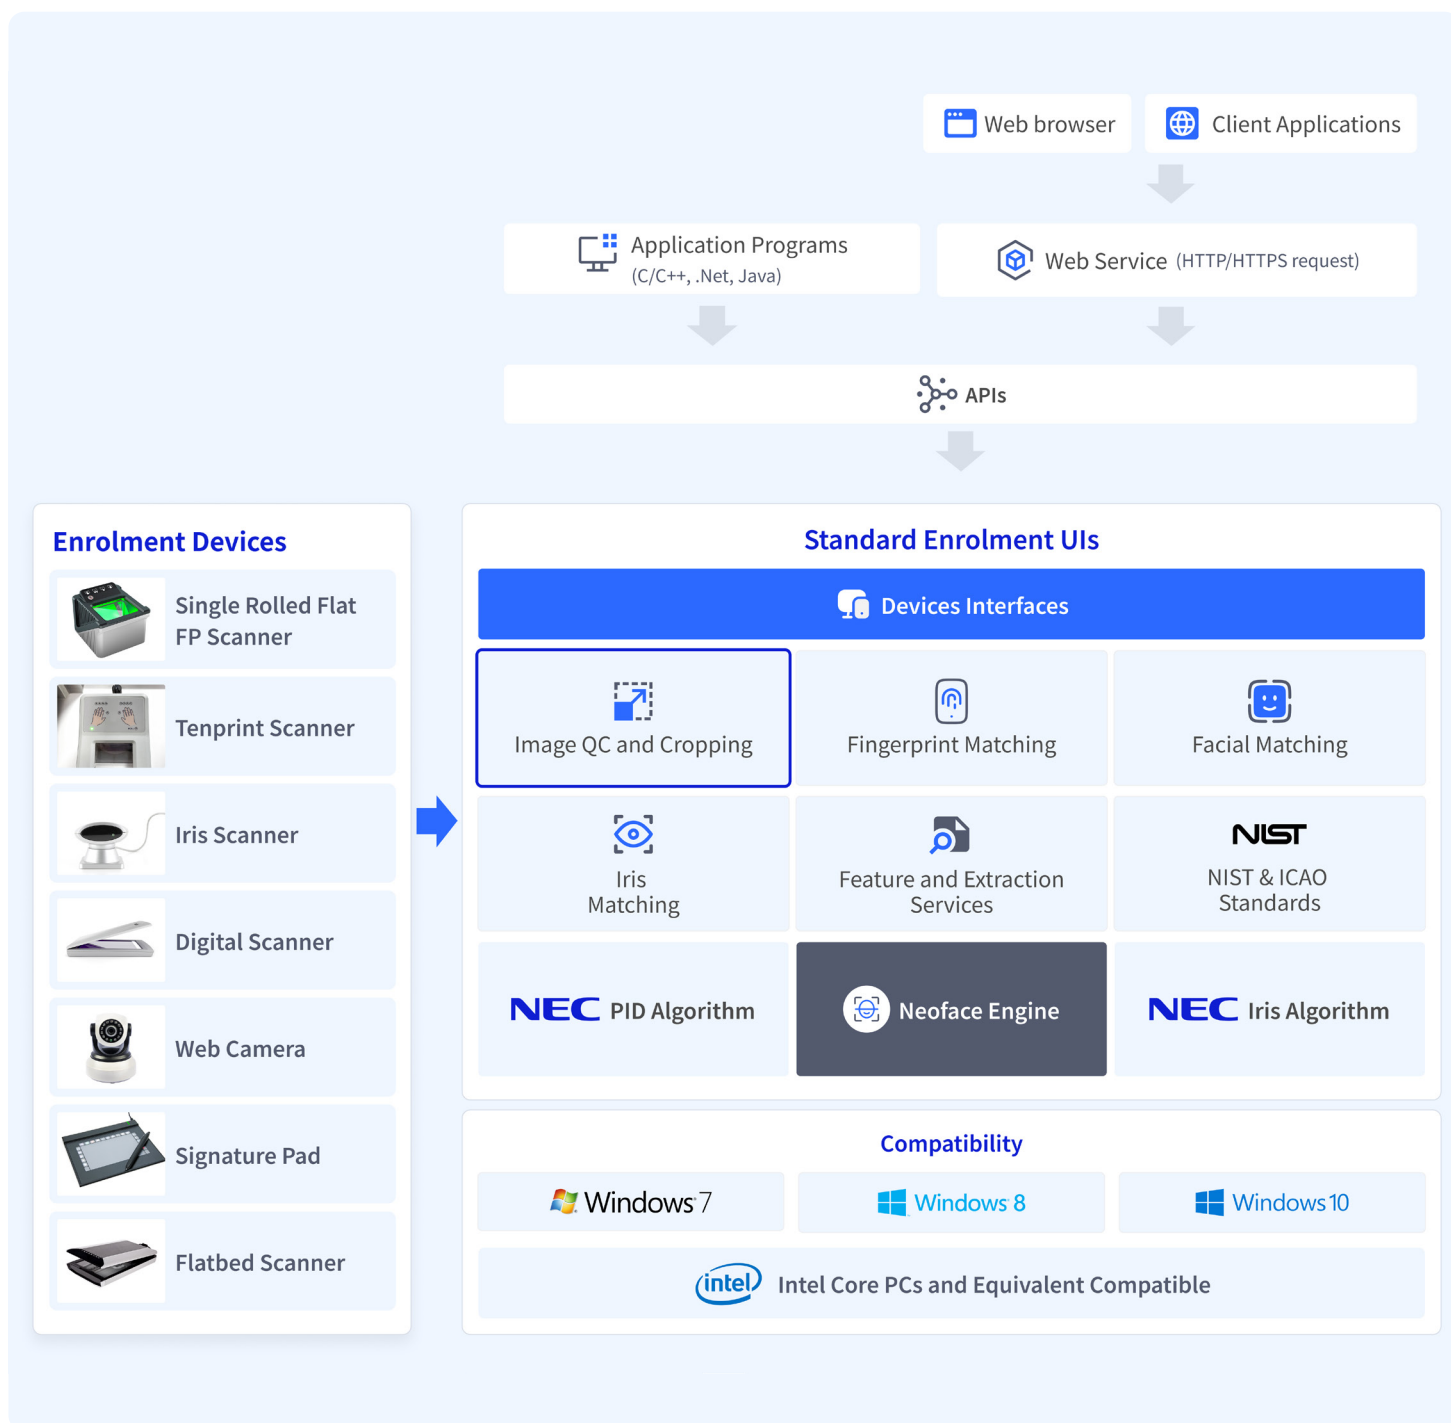 Web browser
Client Applications
Application Programs
(C/C++, .Net, Java)
Web Service (HTTP/HTTPS request)
APIs
Enrolment Devices
Single Rolled Flat
FP Scanner
Tenprint Scanner
Iris Scanner
Digital Scanner
Web Camera
Signature Pad
Flatbed Scanner
Standard Enrolment UIs
Devices Interfaces
Image QC and Cropping
Fingerprint Matching
Facial Matching
Iris
Matching
Feature and Extraction
Services
NIST
NIST & ICAO
Standards
NEC PID Algorithm
Neoface Engine
NEC Iris Algorithm
Compatibility
Windows 7
Windows 8
Windows 10
intel Intel Core PCs and Equivalent Compatible